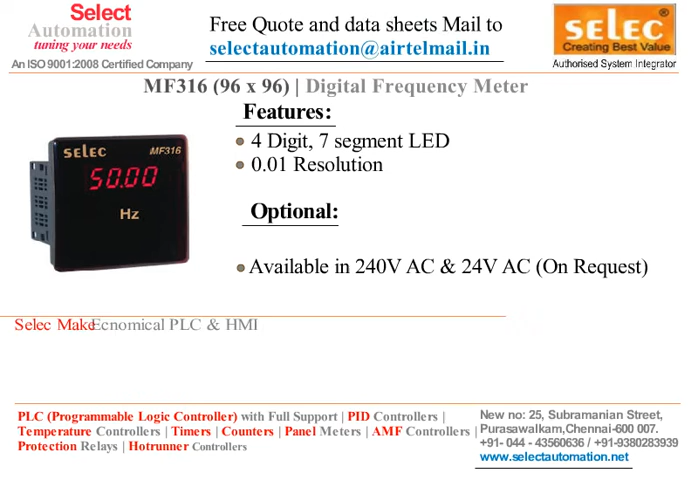 Select
Automation
tuning your needs
An ISO 9001:2008 Certified Company
Free Quote and data sheets Mail to
selectautomation@airtelmail.in
selec®
Creating Best Value
Authorised System Integrator
MF316 (96 x 96) | Digital Frequency Meter
Features:
4 Digit, 7 segment LED
0.01 Resolution
selec MF316
50.00
Hz
Optional:
Available in 240V AC & 24V AC (On Request)
Selec Make Ecnomical PLC & HMI
PLC (Programmable Logic Controller) with Full Support | PID Controllers |
Temperature Controllers | Timers | Counters | Panel Meters | AMF Controllers |
Protection Relays | Hotrunner Controllers
New no: 25, Subramanian Street,
Purasawalkam,Chennai-600 007.
+91- 044 - 43560636 / +91-9380283939
www.selectautomation.net